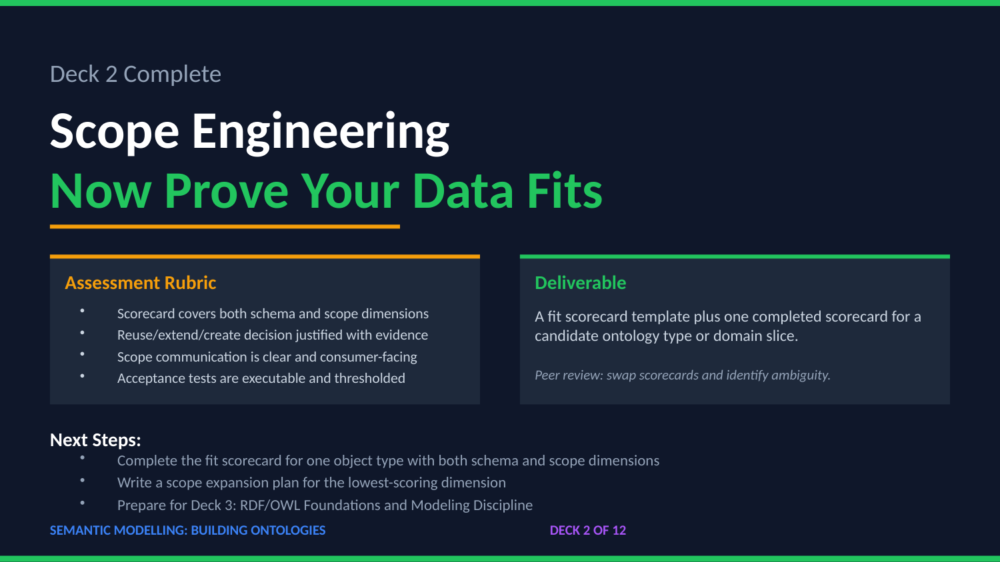 Deck 2 Complete
Scope Engineering
Now Prove Your Data Fits
Assessment Rubric
• Scorecard covers both schema and scope dimensions
• Reuse/extend/create decision justified with evidence
• Scope communication is clear and consumer-facing
• Acceptance tests are executable and thresholded
Deliverable
A fit scorecard template plus one completed scorecard for a
candidate ontology type or domain slice.
Peer review: swap scorecards and identify ambiguity.
Next Steps:
• Complete the fit scorecard for one object type with both schema and scope dimensions
• Write a scope expansion plan for the lowest-scoring dimension
• Prepare for Deck 3: RDF/OWL Foundations and Modeling Discipline
SEMANTIC MODELLING: BUILDING ONTOLOGIES
DECK 2 OF 12